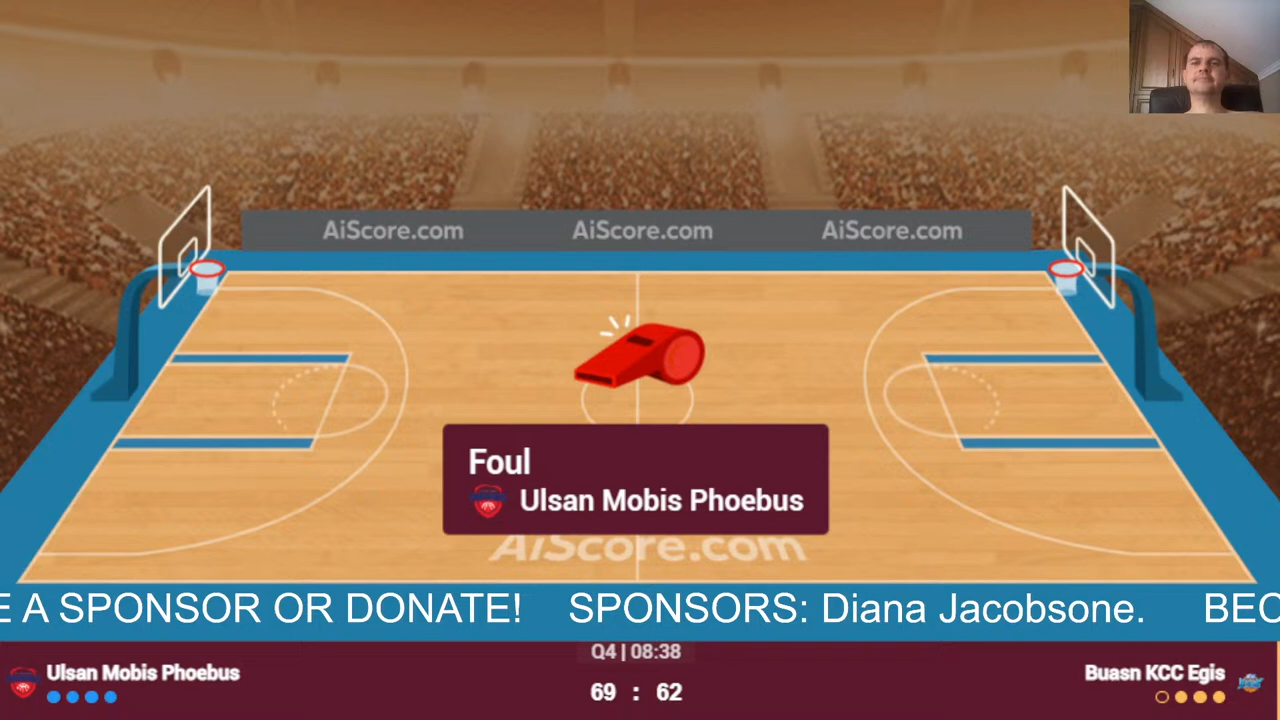 AiScore.com AiScore.com AiScore.com
Foul
Ulsan Mobis Phoebus
AiScore.com
E A SPONSOR OR DONATE! SPONSORS: Diana Jacobsone. BEC
Q4 | 08:38
Ulsan Mobis Phoebus
69 : 62
Buasn KCC Egis